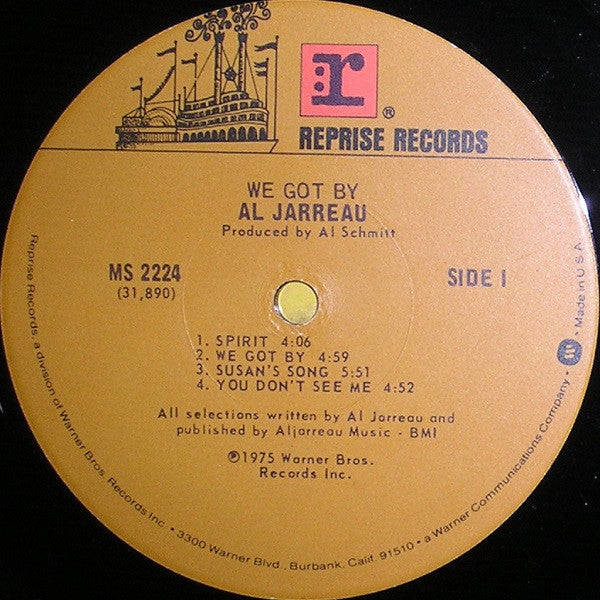 :r
®
REPRISE RECORDS
WE GOT BY
AL JARREAU
Produced by Al Schmitt
MS 2224
(31,890)
SIDE 1
1. SPIRIT 4:06
2. WE GOT BY 4:59
3. SUSAN'S SONG 5:51
4. YOU DON'T SEE ME 4:52
All selections written by Al Jarreau and
published by Aljarreau Music - BMI
℗1975 Warner Bros.
Records Inc.
Reprise Records, a division of Warner Bros. Records Inc. • 3300 Warner Blvd., Burbank, Calif. 91510 • a Warner Communications Company • W • Made in U.S.A.